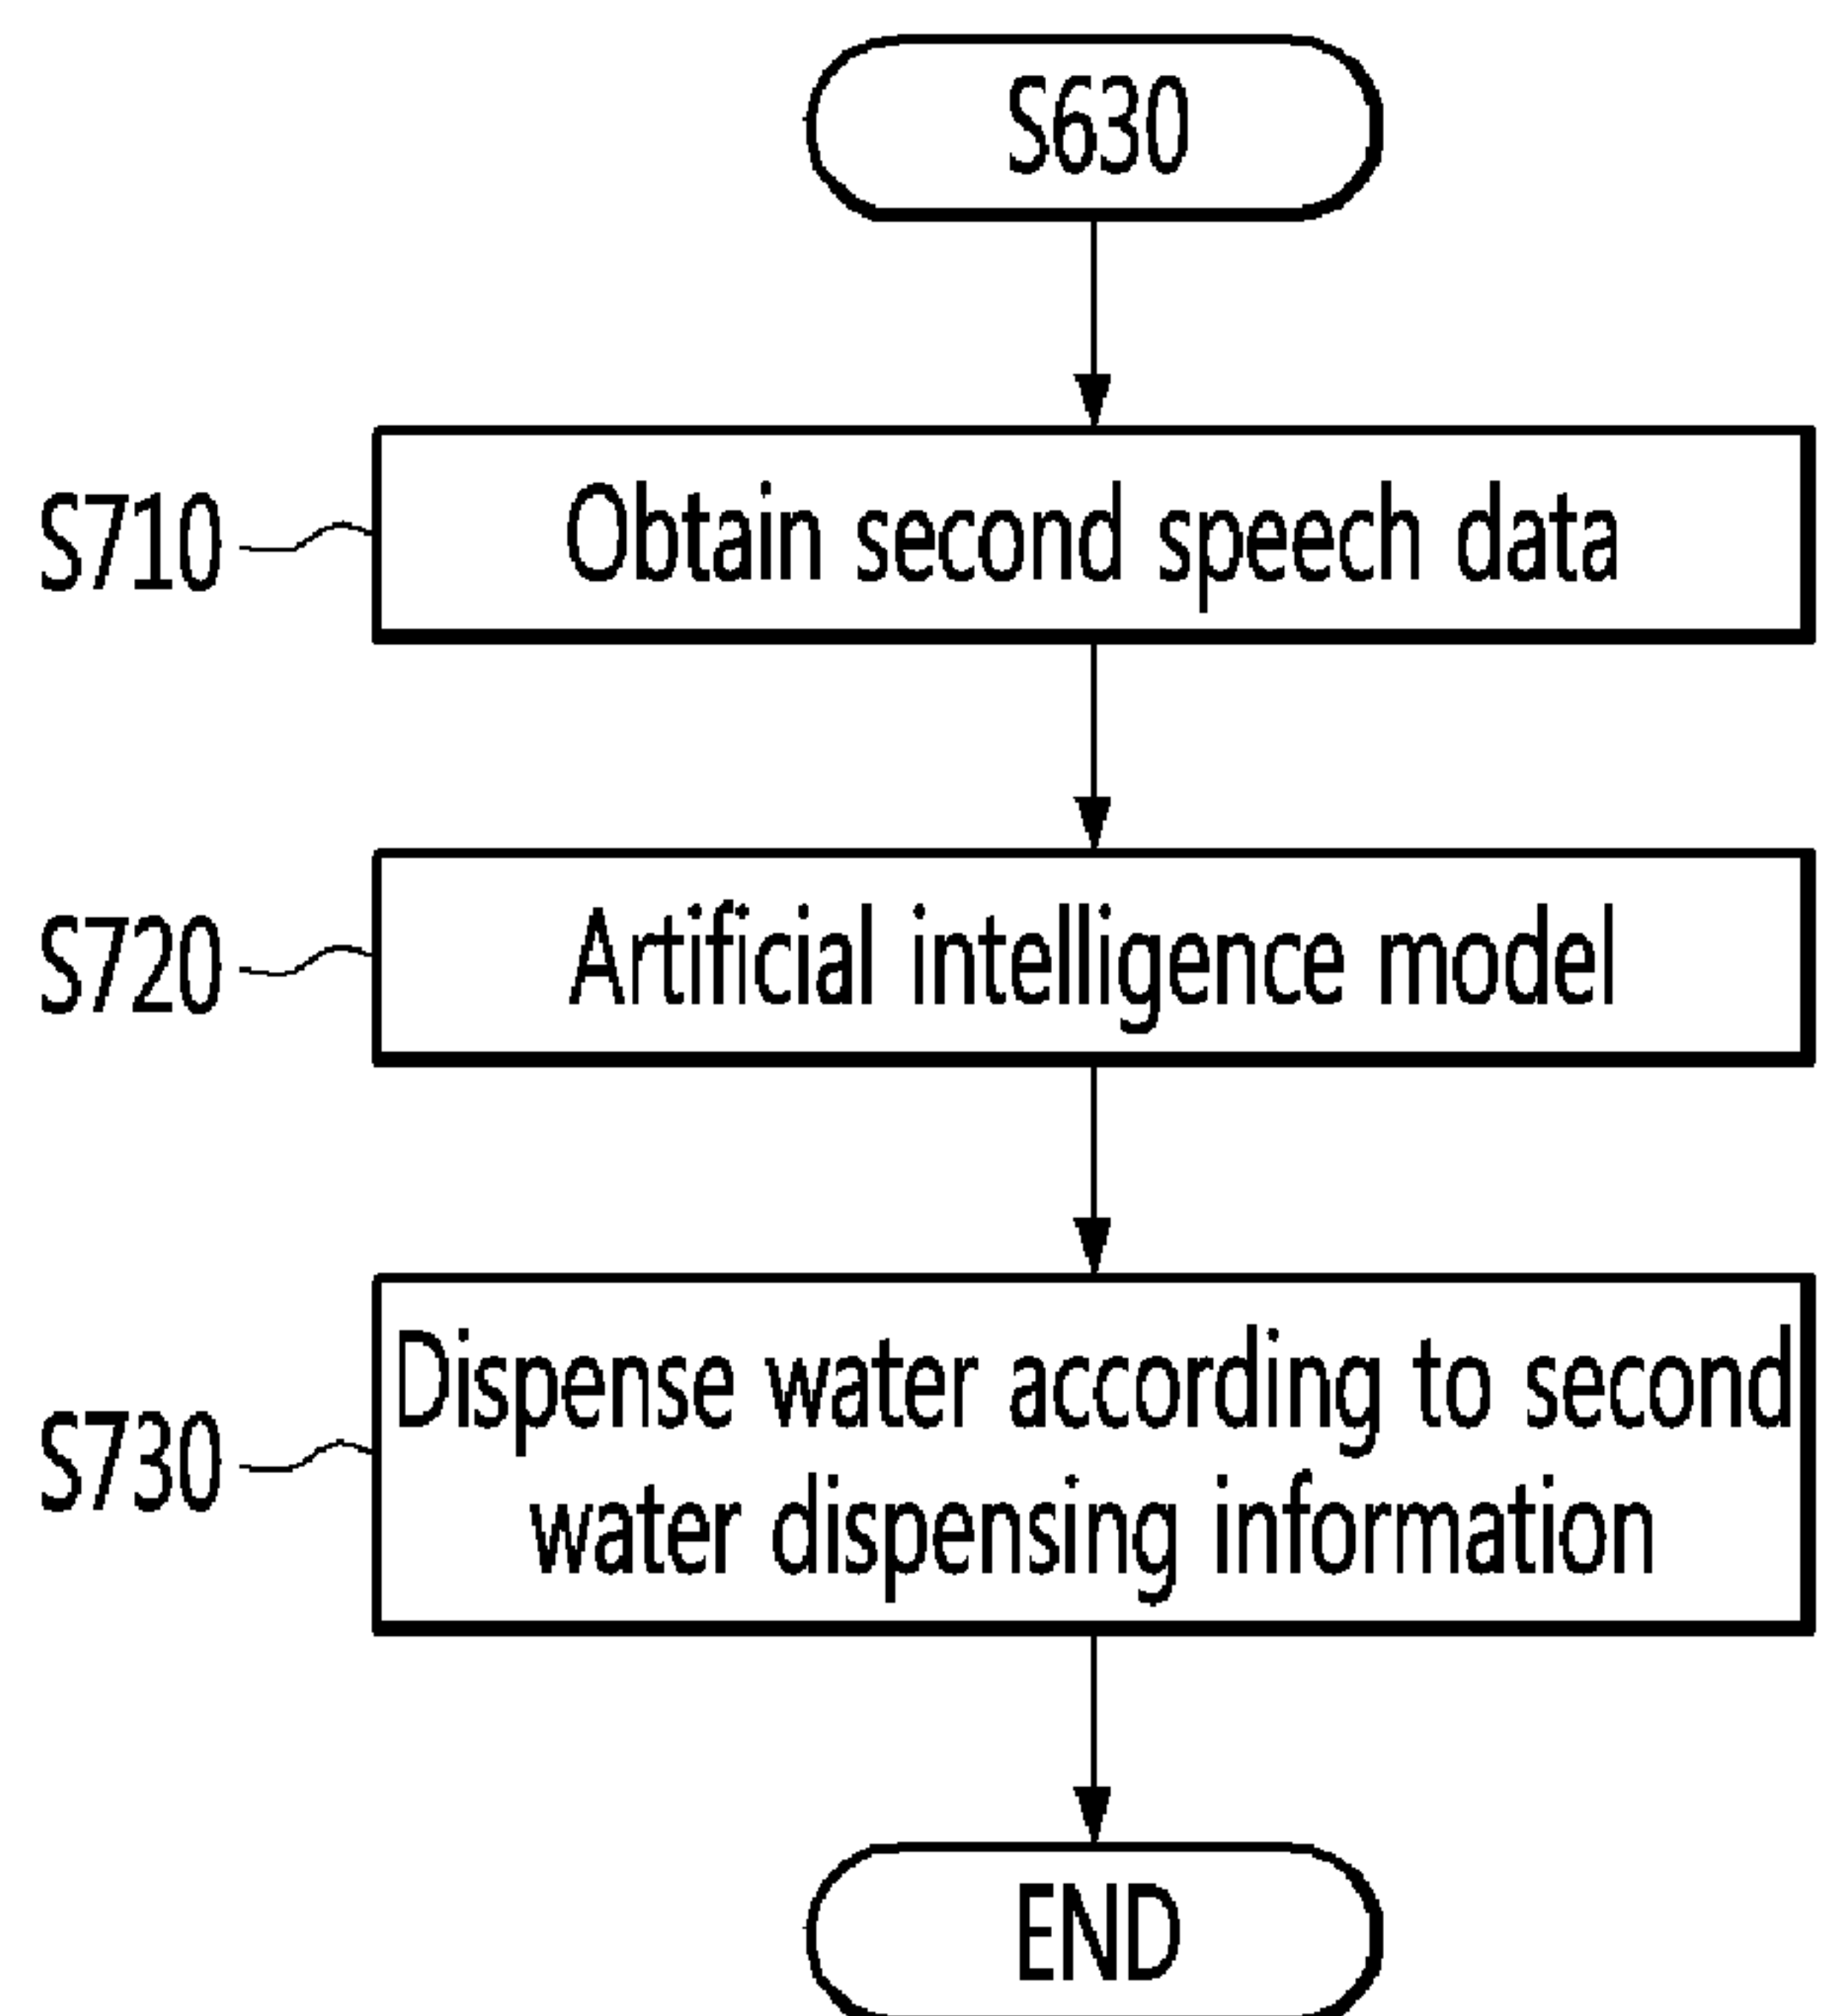 S630
S710
Obtain second speech data
S720
Artificial intelligence model
S730
Dispense water according to second
water dispensing information
END